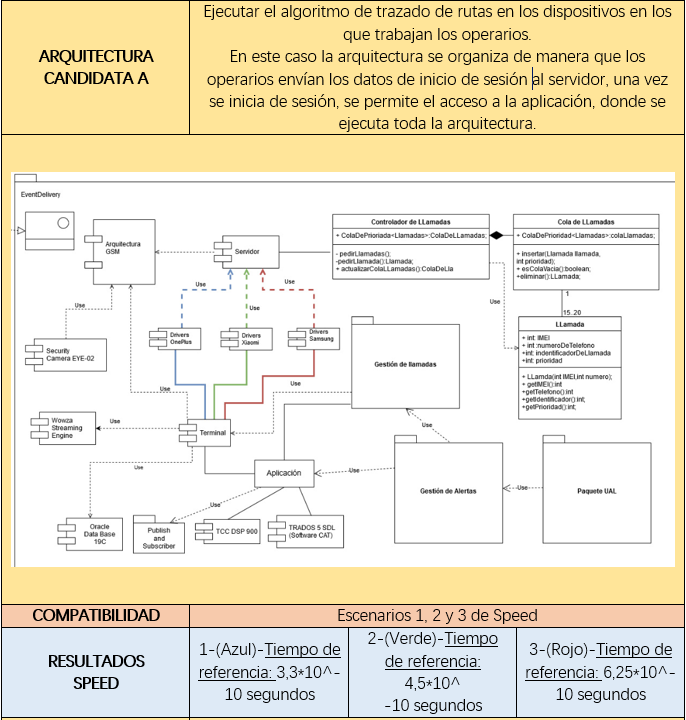 ARQUITECTURA
CANDIDATA A
Ejecutar el algoritmo de trazado de rutas en los dispositivos en los
que trabajan los operarios.
En este caso la arquitectura se organiza de manera que los
operarios envían los datos de inicio de sesión al servidor, una vez
se inicia de sesión, se permite el acceso a la aplicación, donde se
ejecuta toda la arquitectura.
EventDelivery
Arquitectura
GSM
Servidor
Controlador de LLamadas
+ ColaDePrioriada<Llamadas>:ColaDeLLamadas;
- pedirLlamadas();
-pedirLlamada():Llamada;
+ actualizarColaLLamadas():ColaDeLla
Cola de LLamadas
+ ColaDePrioridad<Llamadas>:colaLlamadas;
+ insertar(Llamada llamada,
int prioridad);
+ esColaVacia():boolean;
+eliminar():LLamada;
Use
Use
Use
Use
Use
1
15..20
LLamada
+ int: IMEI
+ int :numeroDeTelefono
+int: indentificadorDeLlamada
+int: prioridad
+ LLamda(int IMEI,int numero);
+ getIMEI():int
+getTelefono():int
+getIdentificador():int;
+getPrioridad():int;
Drivers
OnePlus
Drivers
Xiaomi
Drivers
Samsung
Security
Camera EYE-02
Gestión de llamadas
Use
Use
Wowza
Streaming
Engine
Use
Terminal
Use
Use
Aplicación
Use
Gestión de Alertas
Use
Paquete UAL
Use
Oracle
Data Base
19C
Publish
and
Subscriber
TCC DSP 900
TRADOS 5 SDL
(Software CAT)
COMPATIBILIDAD
Escenarios 1, 2 y 3 de Speed
RESULTADOS
SPEED
1-(Azul)-Tiempo de
referencia: 3,3*10^-
10 segundos
2-(Verde)-Tiempo
de referencia:
4,5*10^
-10 segundos
3-(Rojo)-Tiempo de
referencia: 6,25*10^-
10 segundos